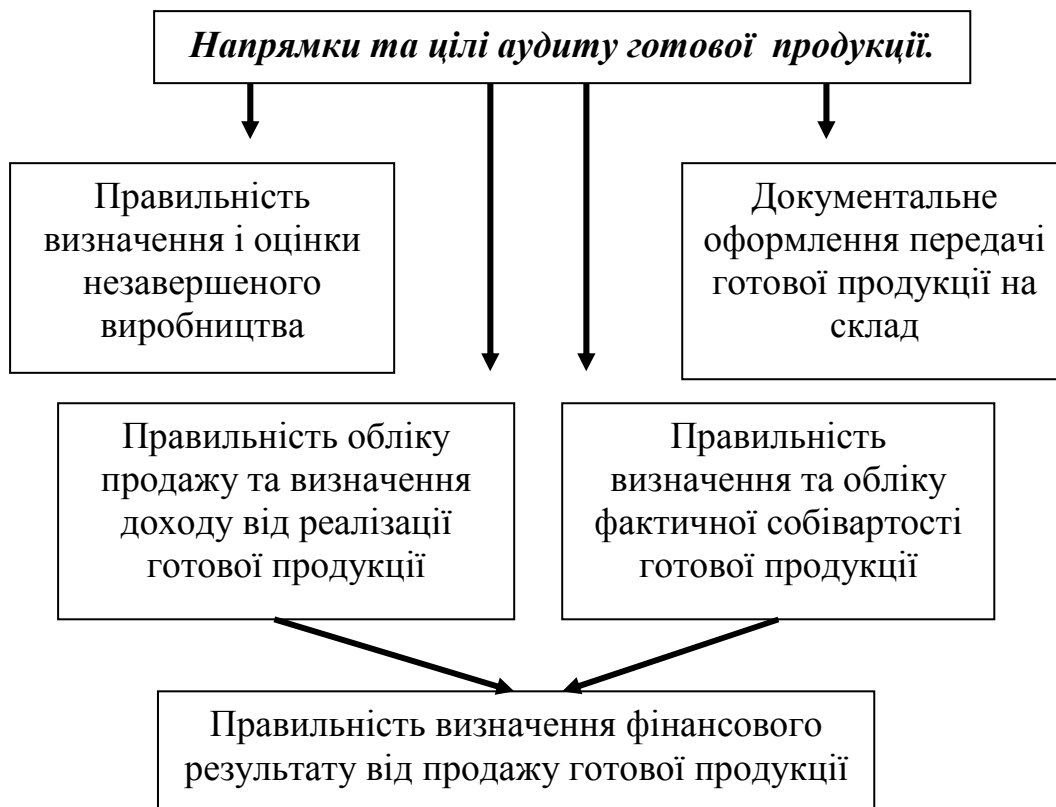 Напрямки та цілі аудиту готової продукції.
Правильність
визначення і оцінки
незавершеного
виробництва
Документальне
оформлення передачі
готової продукції на
склад
Правильність обліку
продажу та визначення
доходу від реалізації
готової продукції
Правильність
визначення та обліку
фактичної собівартості
готової продукції
Правильність визначення фінансового
результату від продажу готової продукції